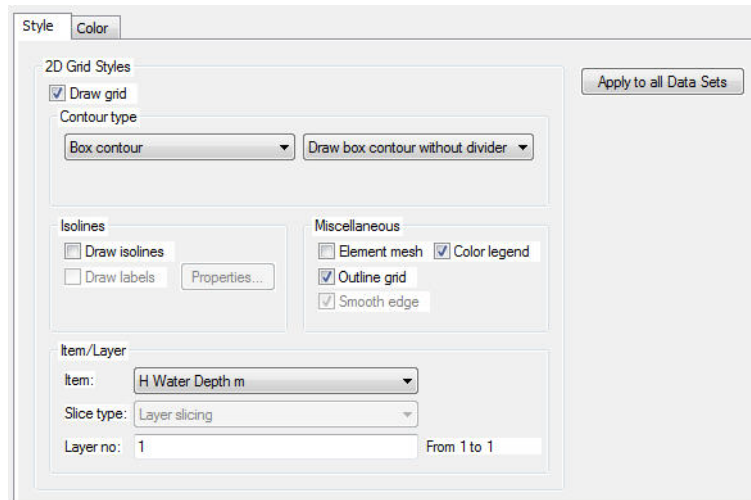 Style Color
2D Grid Styles
Draw grid
Apply to all Data Sets
Contour type
Box contour Draw box contour without divider
Isolines
Draw isolines
Draw labels Properties...
Miscellaneous
Element mesh Color legend
Outline grid
Smooth edge
Item/Layer
Item: H Water Depth m
Slice type: Layer slicing
Layer no: 1 From 1 to 1